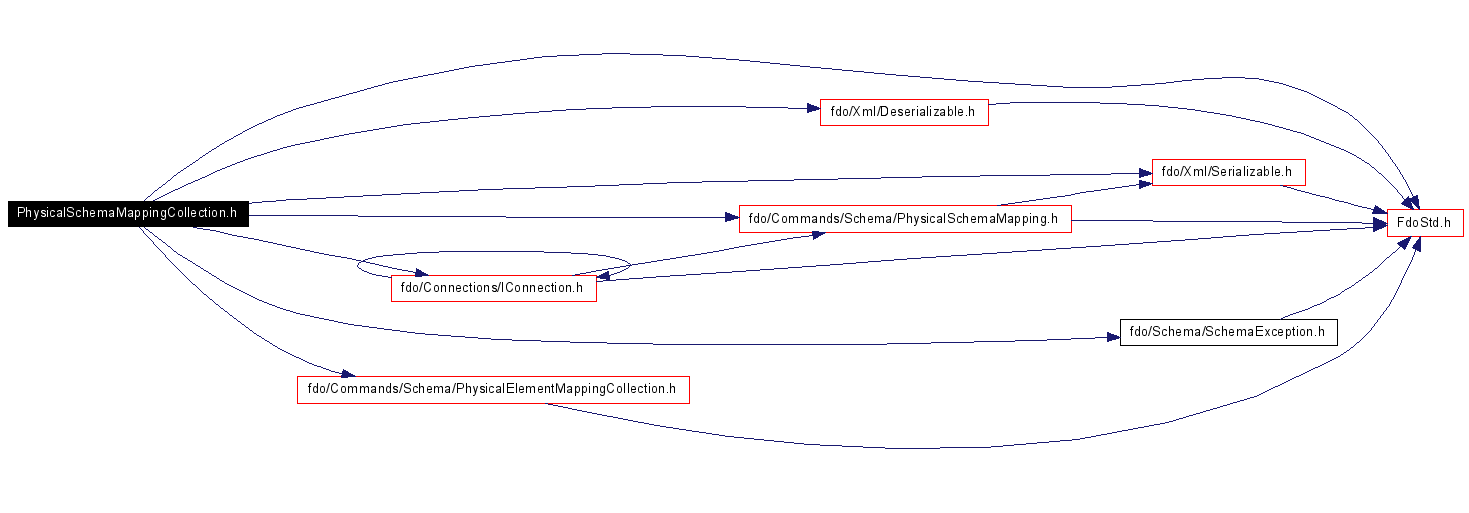 fdo/Xml/Deserializable.h
fdo/Xml/Serializable.h
PhysicalSchemaMappingCollection.h
fdo/Commands/Schema/PhysicalSchemaMapping.h
FdoStd.h
fdo/Connections/IConnection.h
fdo/Schema/SchemaException.h
fdo/Commands/Schema/PhysicalElementMappingCollection.h